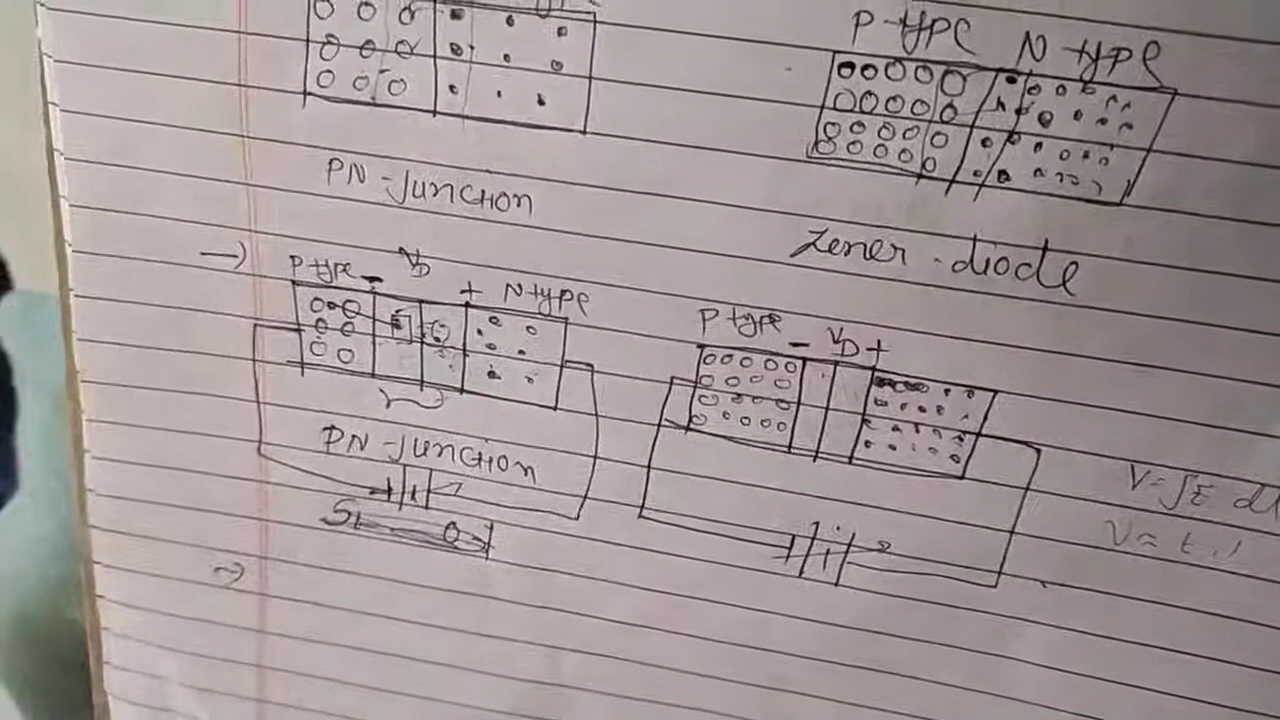 P-type N-type
PN-Junction
Zener-diode
→ P type - VD + N-type
P type - VD +
PN-Junction
V=∫E
→